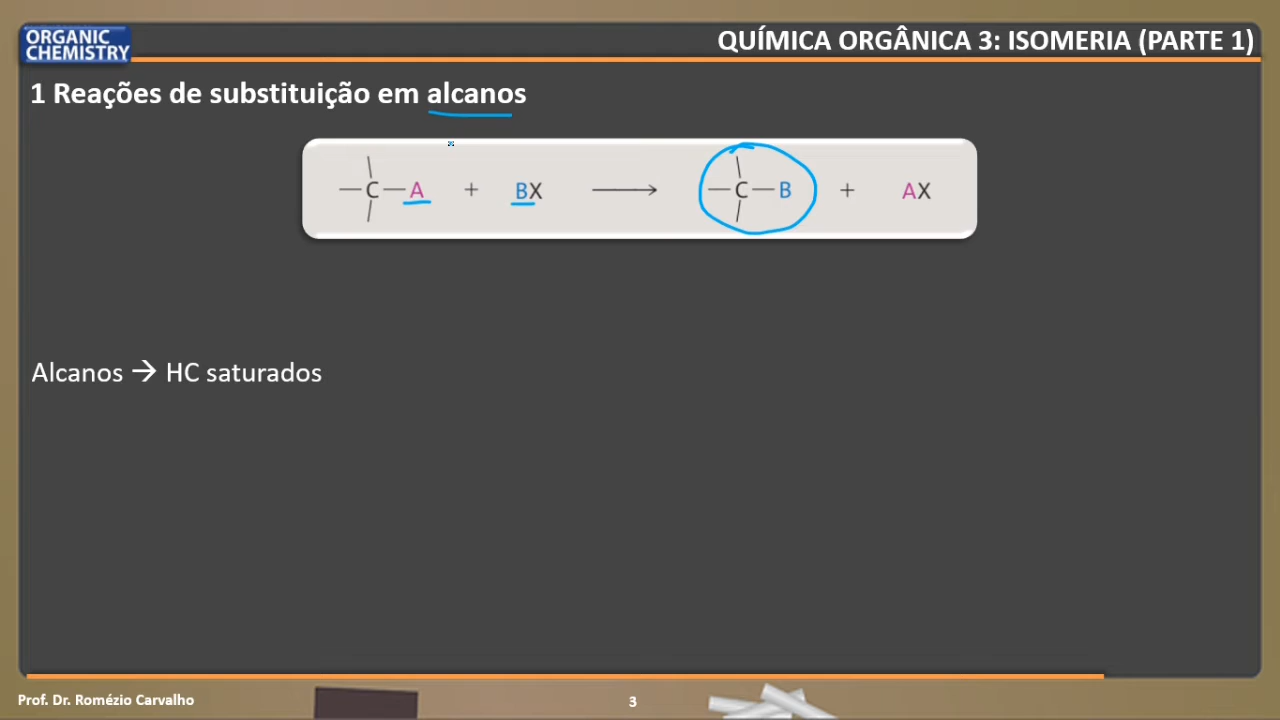 ORGANIC
CHEMISTRY
QUÍMICA ORGÂNICA 3: ISOMERIA (PARTE 1)
1 Reações de substituição em alcanos
—C—A + BX ⟶ —C—B + AX
Alcanos → HC saturados
Prof. Dr. Romézio Carvalho
3